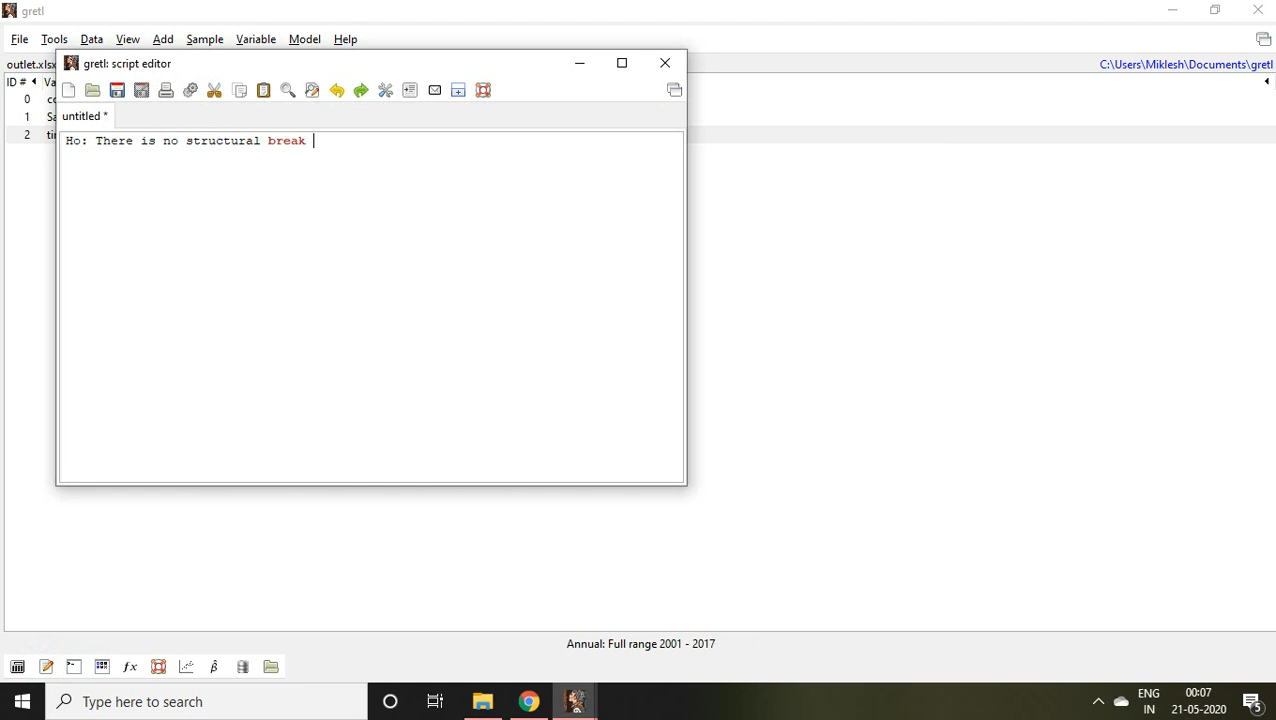 gretl
File Tools Data View Add Sample Variable Model Help
outlet.xlsx
C:\Users\Miklesh\Documents\gretl
ID #
0
1
2
gretl: script editor
untitled *
Ho: There is no structural break
Annual: Full range 2001 - 2017
fx
β
Type here to search
ENG
IN
00:07
21-05-2020
5